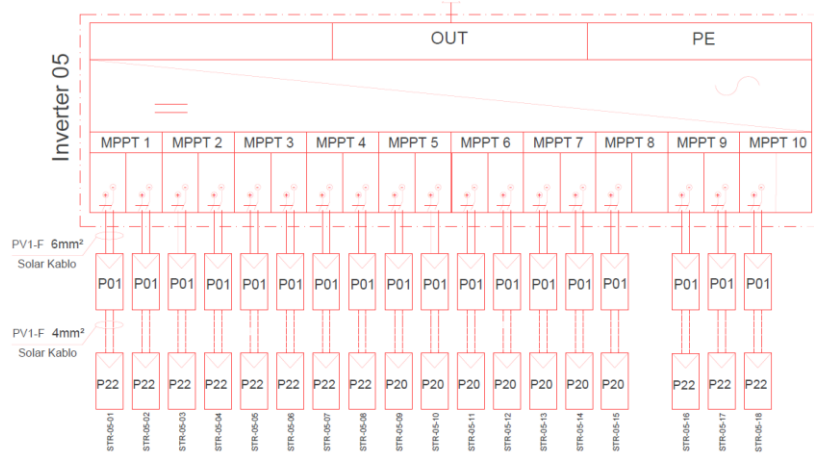 Inverter 05
OUT PE
MPPT 1 MPPT 2 MPPT 3 MPPT 4 MPPT 5 MPPT 6 MPPT 7 MPPT 8 MPPT 9 MPPT 10
PV1-F 6mm²
Solar Kablo
P01 P01 P01 P01 P01 P01 P01 P01 P01 P01 P01 P01 P01 P01 P01 P01 P01 P01
PV1-F 4mm²
Solar Kablo
P22 P22 P22 P22 P22 P22 P22 P22 P20 P20 P20 P20 P20 P20 P20 P22 P22 P22
STR-05-01 STR-05-02 STR-05-03 STR-05-04 STR-05-05 STR-05-06 STR-05-07 STR-05-08 STR-05-09 STR-05-10 STR-05-11 STR-05-12 STR-05-13 STR-05-14 STR-05-15 STR-05-16 STR-05-17 STR-05-18